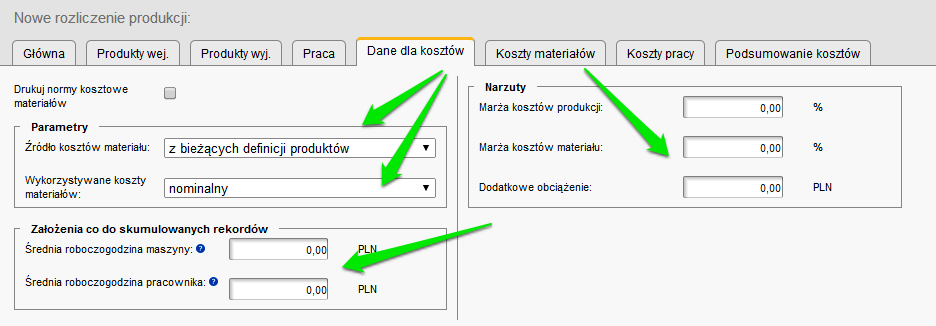 Nowe rozliczenie produkcji:
Główna Produkty wej. Produkty wyj. Praca Dane dla kosztów Koszty materiałów Koszty pracy Podsumowanie kosztów
Drukuj normy kosztowe
materiałów
Parametry
Źródło kosztów materiału: z bieżących definicji produktów
Wykorzystywane koszty
materiałów: nominalny
Założenia co do skumulowanych rekordów
Średnia roboczogodzina maszyny: ? 0,00 PLN
Średnia roboczogodzina pracownika: ? 0,00 PLN
Narzuty
Marża kosztów produkcji: 0,00 %
Marża kosztów materiału: 0,00 %
Dodatkowe obciążenie: 0,00 PLN